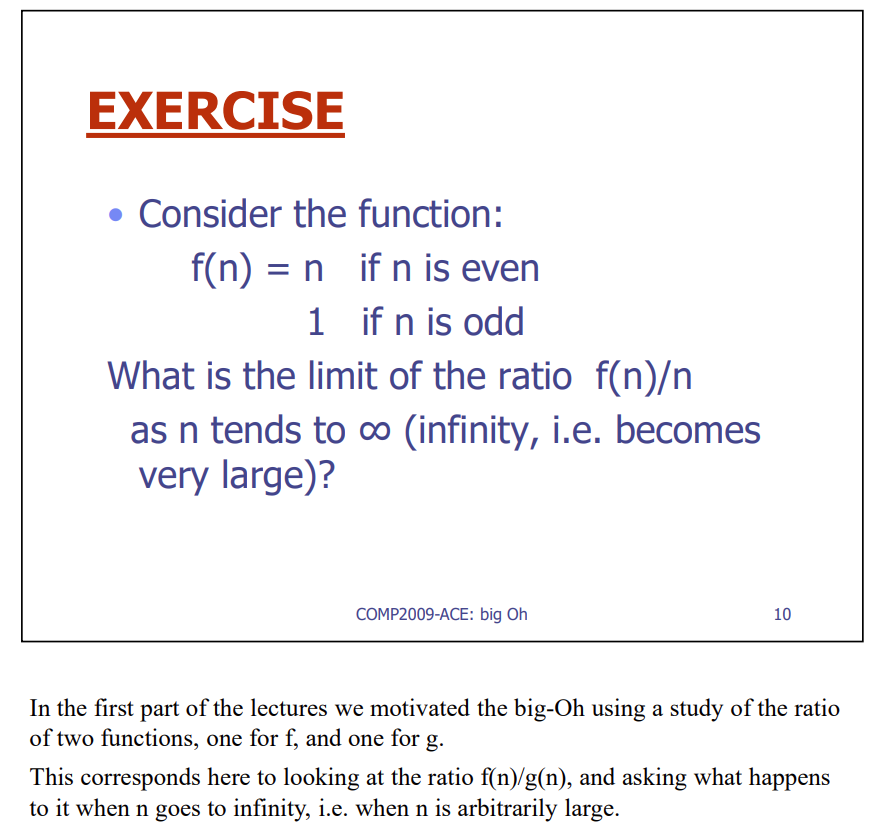 EXERCISE
• Consider the function:
f(n) = n if n is even
1 if n is odd
What is the limit of the ratio f(n)/n
as n tends to ∞ (infinity, i.e. becomes
very large)?
COMP2009-ACE: big Oh 10
In the first part of the lectures we motivated the big-Oh using a study of the ratio
of two functions, one for f, and one for g.
This corresponds here to looking at the ratio f(n)/g(n), and asking what happens
to it when n goes to infinity, i.e. when n is arbitrarily large.